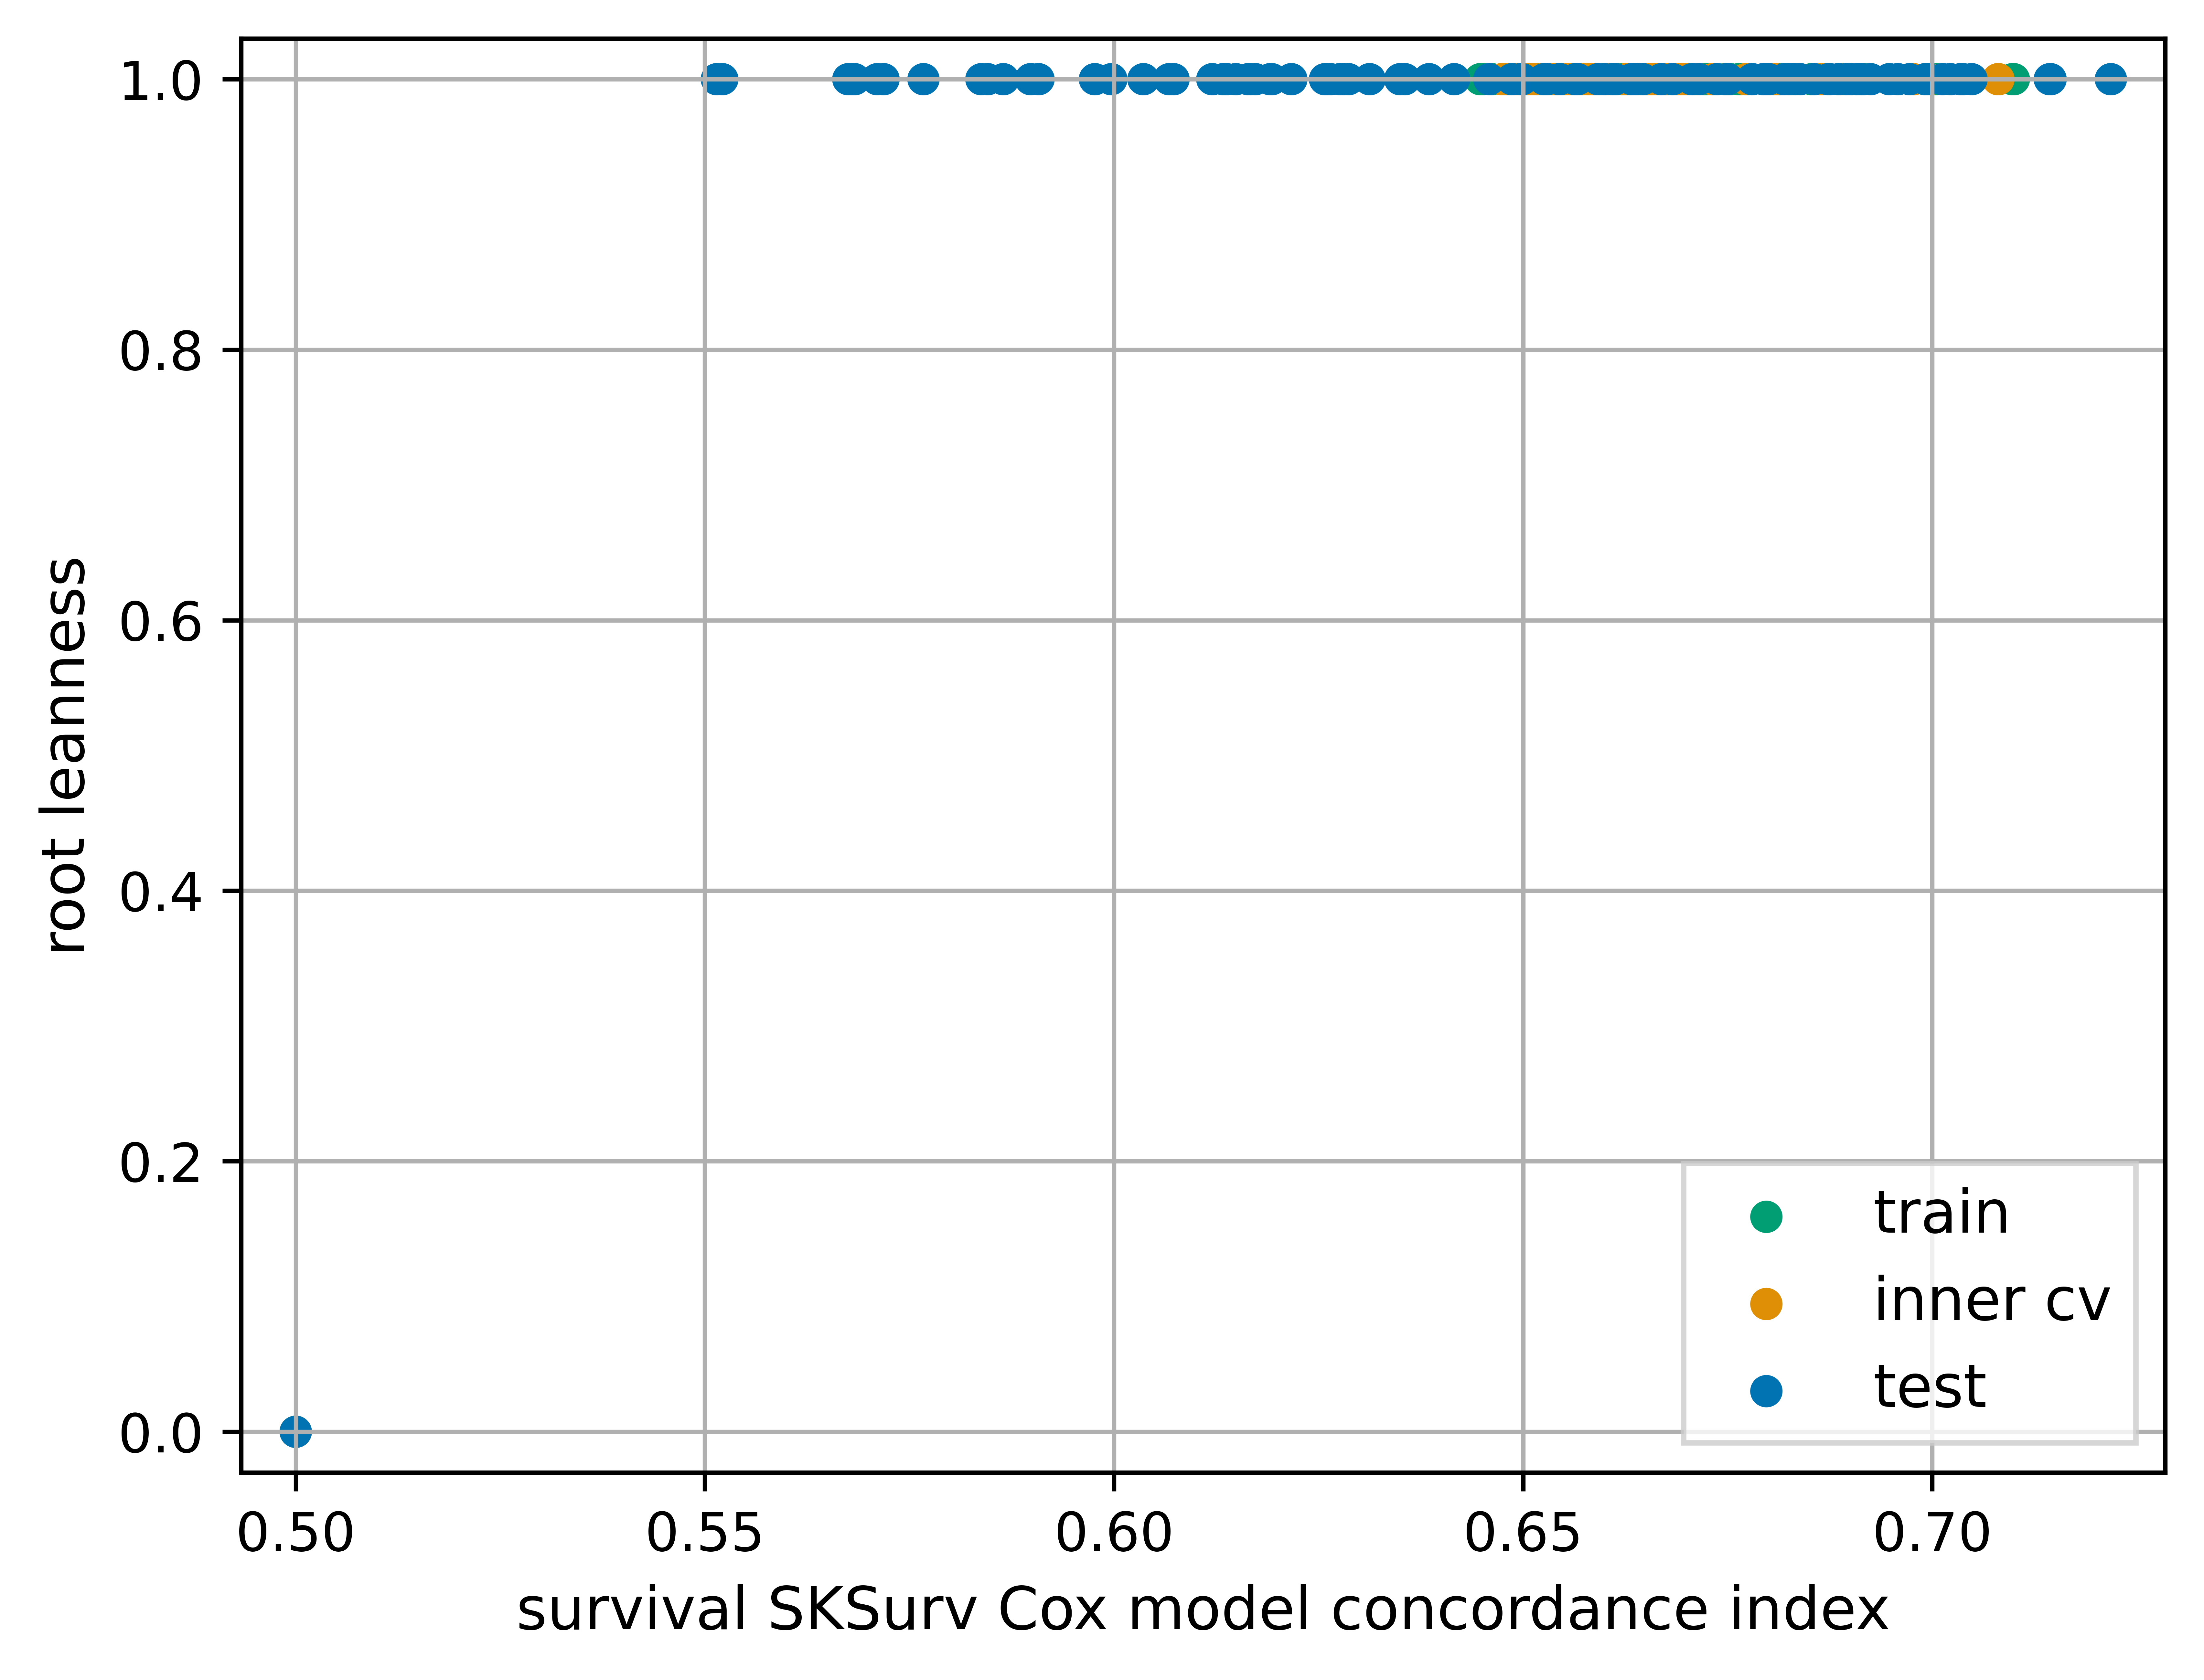 1.0
0.8
0.6
0.4
0.2
0.0
root leanness
train
inner cv
test
0.50 0.55 0.60 0.65 0.70
survival SKSurv Cox model concordance index